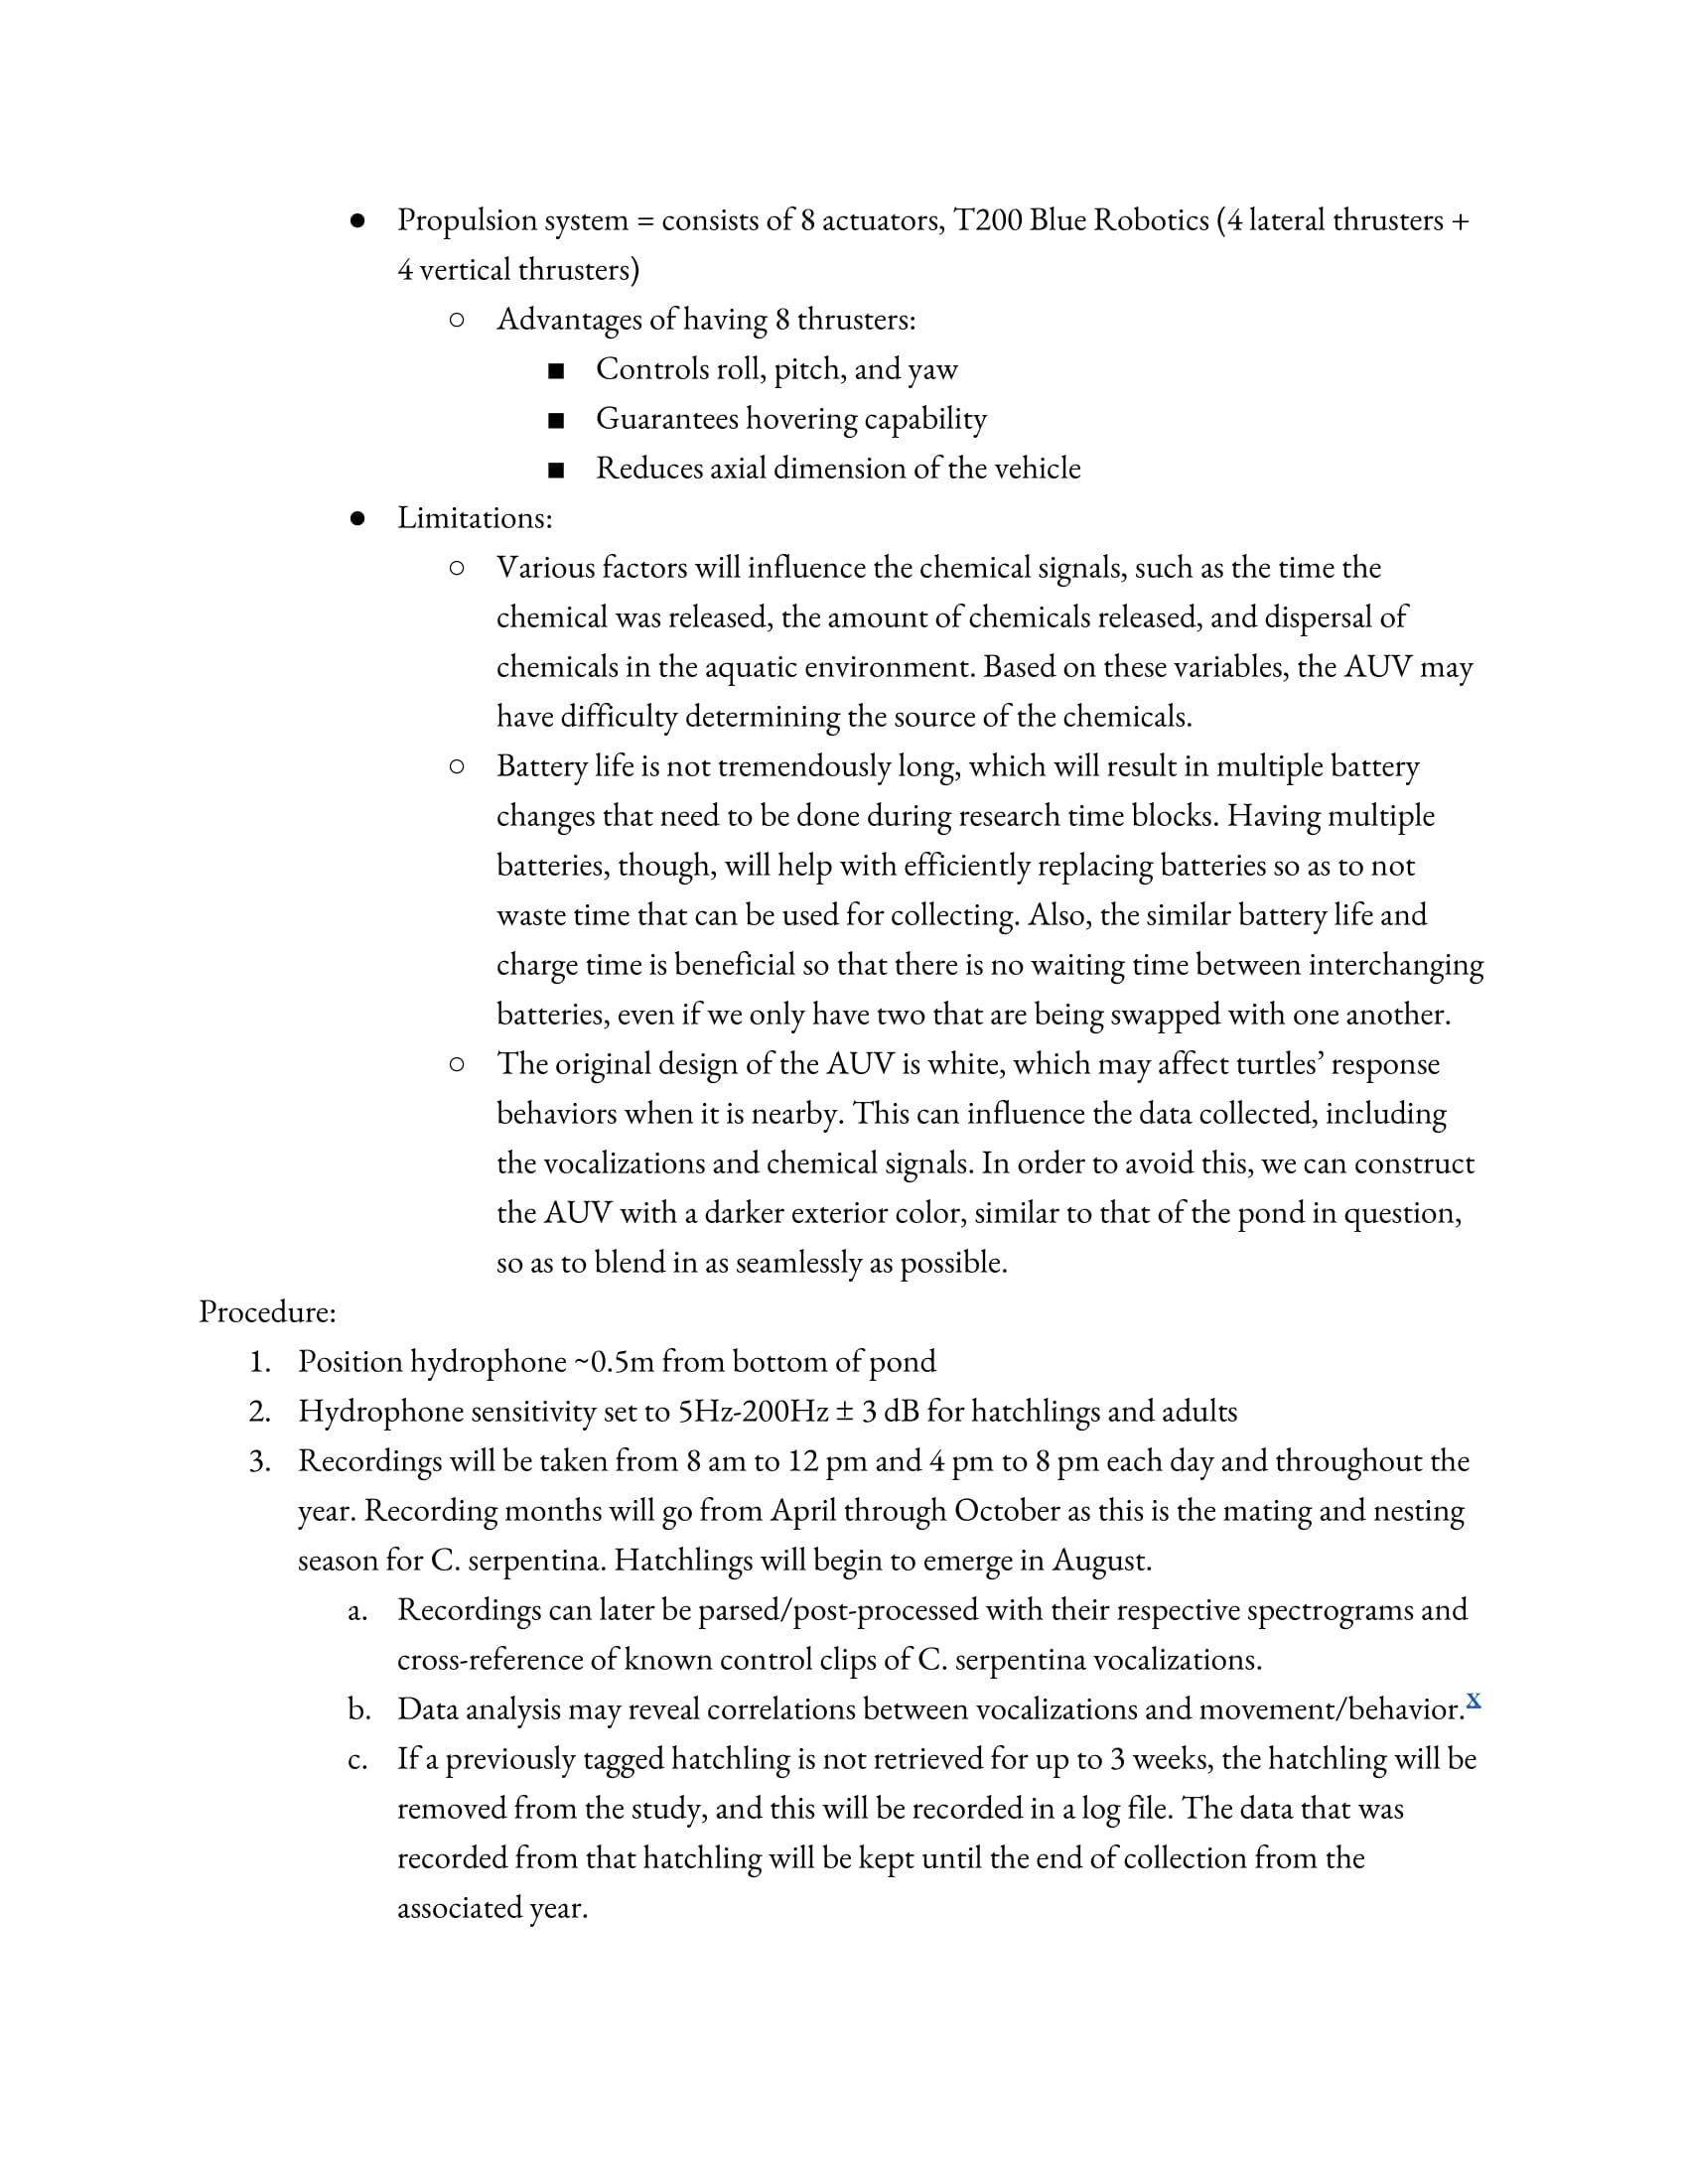 ● Propulsion system = consists of 8 actuators, T200 Blue Robotics (4 lateral thrusters +
4 vertical thrusters)
○ Advantages of having 8 thrusters:
■ Controls roll, pitch, and yaw
■ Guarantees hovering capability
■ Reduces axial dimension of the vehicle
● Limitations:
○ Various factors will influence the chemical signals, such as the time the
chemical was released, the amount of chemicals released, and dispersal of
chemicals in the aquatic environment. Based on these variables, the AUV may
have difficulty determining the source of the chemicals.
○ Battery life is not tremendously long, which will result in multiple battery
changes that need to be done during research time blocks. Having multiple
batteries, though, will help with efficiently replacing batteries so as to not
waste time that can be used for collecting. Also, the similar battery life and
charge time is beneficial so that there is no waiting time between interchanging
batteries, even if we only have two that are being swapped with one another.
○ The original design of the AUV is white, which may affect turtles’ response
behaviors when it is nearby. This can influence the data collected, including
the vocalizations and chemical signals. In order to avoid this, we can construct
the AUV with a darker exterior color, similar to that of the pond in question,
so as to blend in as seamlessly as possible.
Procedure:
1. Position hydrophone ~0.5m from bottom of pond
2. Hydrophone sensitivity set to 5Hz-200Hz ± 3 dB for hatchlings and adults
3. Recordings will be taken from 8 am to 12 pm and 4 pm to 8 pm each day and throughout the
year. Recording months will go from April through October as this is the mating and nesting
season for C. serpentina. Hatchlings will begin to emerge in August.
a. Recordings can later be parsed/post-processed with their respective spectrograms and
cross-reference of known control clips of C. serpentina vocalizations.
b. Data analysis may reveal correlations between vocalizations and movement/behavior.x
c. If a previously tagged hatchling is not retrieved for up to 3 weeks, the hatchling will be
removed from the study, and this will be recorded in a log file. The data that was
recorded from that hatchling will be kept until the end of collection from the
associated year.